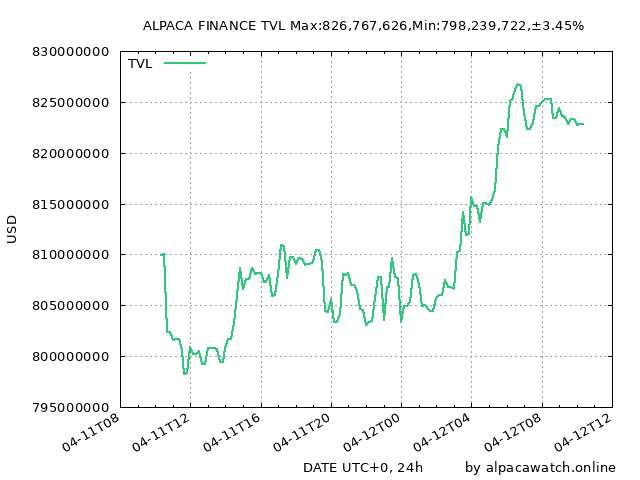 ALPACA FINANCE TVL Max:826,767,626,Min:798,239,722,±3.45%
TVL
830000000
825000000
820000000
815000000
810000000
805000000
800000000
795000000
USD
04-11T08
04-11T12
04-11T16
04-11T20
04-12T00
04-12T04
04-12T08
04-12T12
DATE UTC+0, 24h
by alpacawatch.online